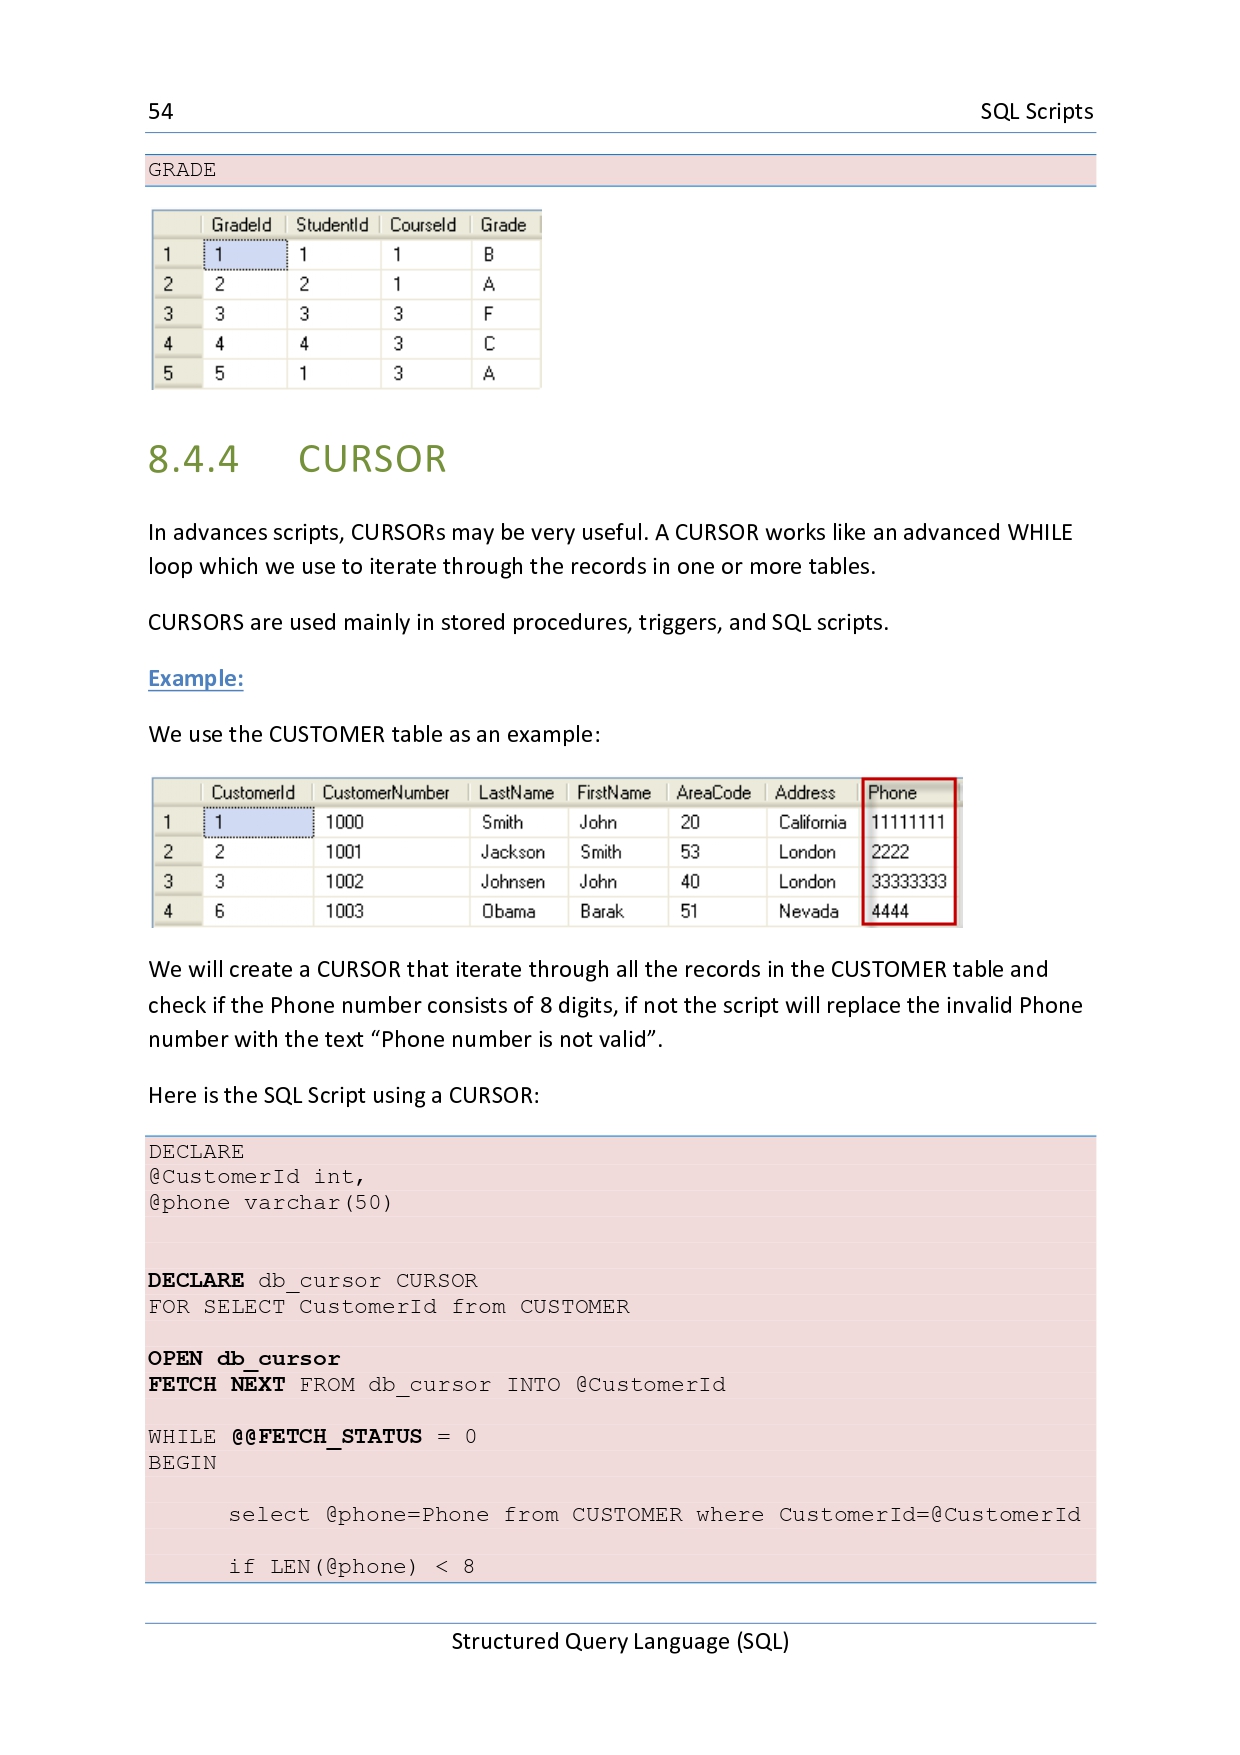 54 SQL Scripts
GRADE
GradeId StudentId CourseId Grade
1 1 1 1 B
2 2 2 1 A
3 3 3 3 F
4 4 4 3 C
5 5 1 3 A
8.4.4 CURSOR
In advances scripts, CURSORs may be very useful. A CURSOR works like an advanced WHILE
loop which we use to iterate through the records in one or more tables.
CURSORS are used mainly in stored procedures, triggers, and SQL scripts.
Example:
We use the CUSTOMER table as an example:
CustomerId CustomerNumber LastName FirstName AreaCode Address Phone
1 1 1000 Smith John 20 California 11111111
2 2 1001 Jackson Smith 53 London 2222
3 3 1002 Johnsen John 40 London 33333333
4 6 1003 Obama Barak 51 Nevada 4444
We will create a CURSOR that iterate through all the records in the CUSTOMER table and
check if the Phone number consists of 8 digits, if not the script will replace the invalid Phone
number with the text “Phone number is not valid”.
Here is the SQL Script using a CURSOR:
DECLARE
@CustomerId int,
@phone varchar(50)
DECLARE db_cursor CURSOR
FOR SELECT CustomerId from CUSTOMER
OPEN db_cursor
FETCH NEXT FROM db_cursor INTO @CustomerId
WHILE @@FETCH_STATUS = 0
BEGIN
select @phone=Phone from CUSTOMER where CustomerId=@CustomerId
if LEN(@phone) < 8
Structured Query Language (SQL)